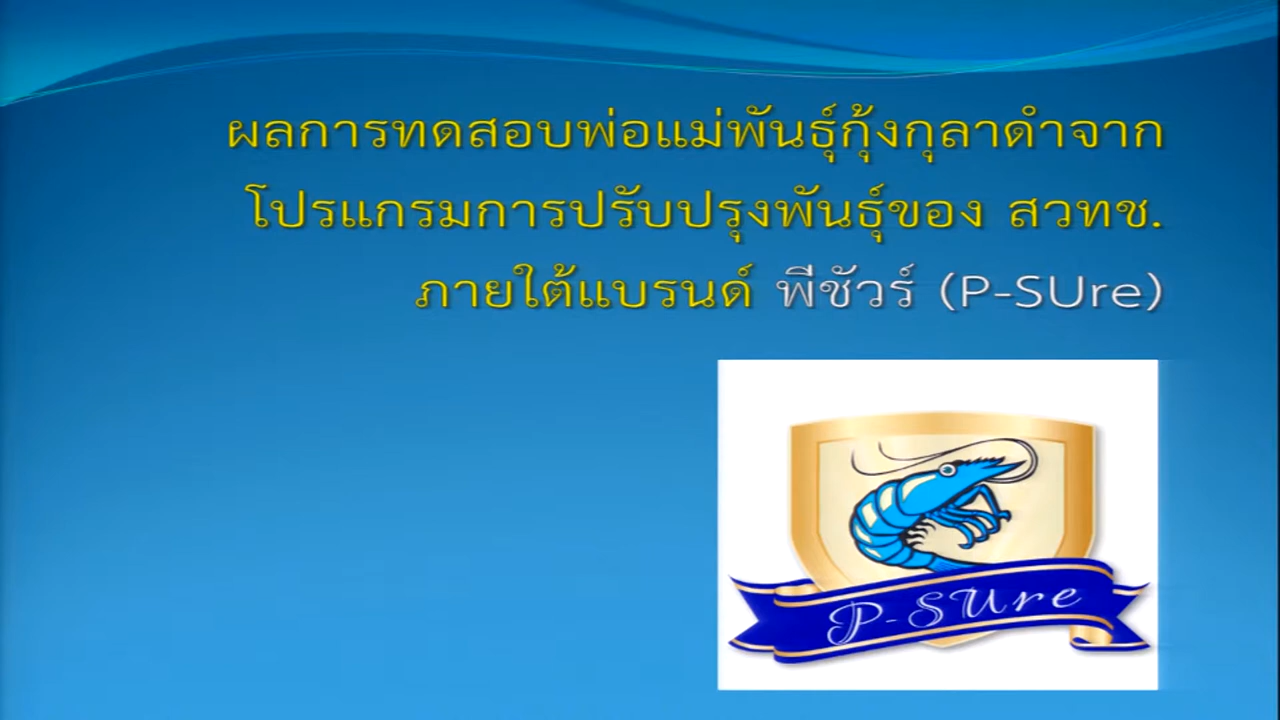 ผลการทดสอบพ่อแม่พันธุ์กุ้งกุลาดำจาก
โปรแกรมการปรับปรุงพันธุ์ของ สวทช.
ภายใต้แบรนด์ พีชัวร์ (P-SUre)
P-SUre